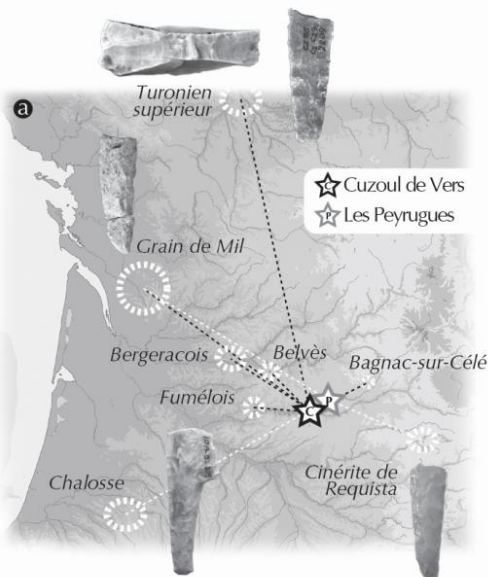 a
Turonien
supérieur
C Cuzoul de Vers
P Les Peyrugues
Grain de Mil
Bergeracois
Belvès
Bagnac-sur-Célé
Fumélois
C
P
Chalosse
Cinérite de
Requista